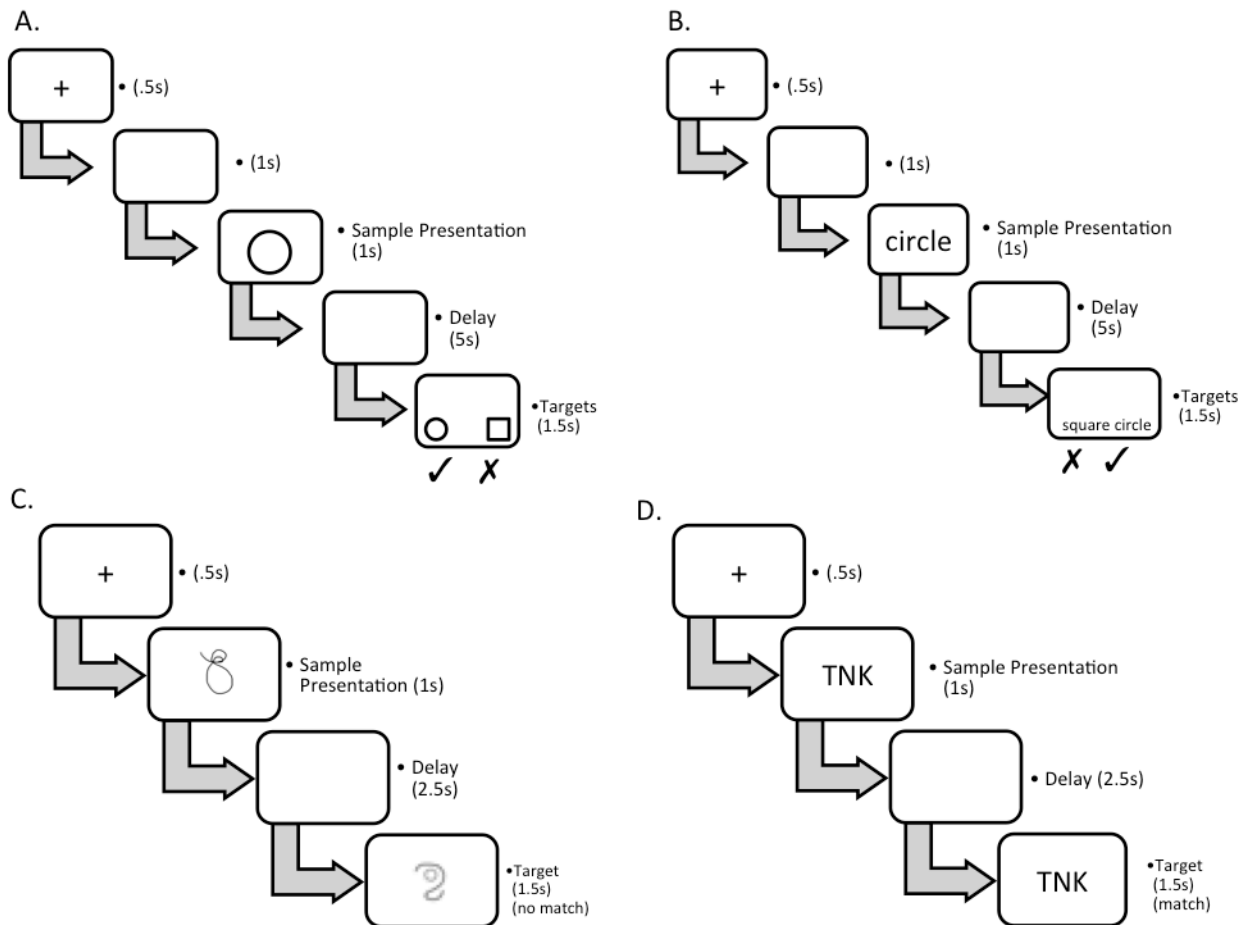 A.
+
• (.5s)
• (1s)
• Sample Presentation
(1s)
• Delay
(5s)
•Targets
(1.5s)
✓ ✗
B.
+
• (.5s)
• (1s)
circle
• Sample Presentation
(1s)
• Delay
(5s)
square circle
•Targets
(1.5s)
✗ ✓
C.
+
• (.5s)
• Sample
Presentation (1s)
• Delay
(2.5s)
•Target
(1.5s)
(no match)
D.
+
• (.5s)
TNK
• Sample Presentation
(1s)
• Delay (2.5s)
TNK
•Target
(1.5s)
(match)